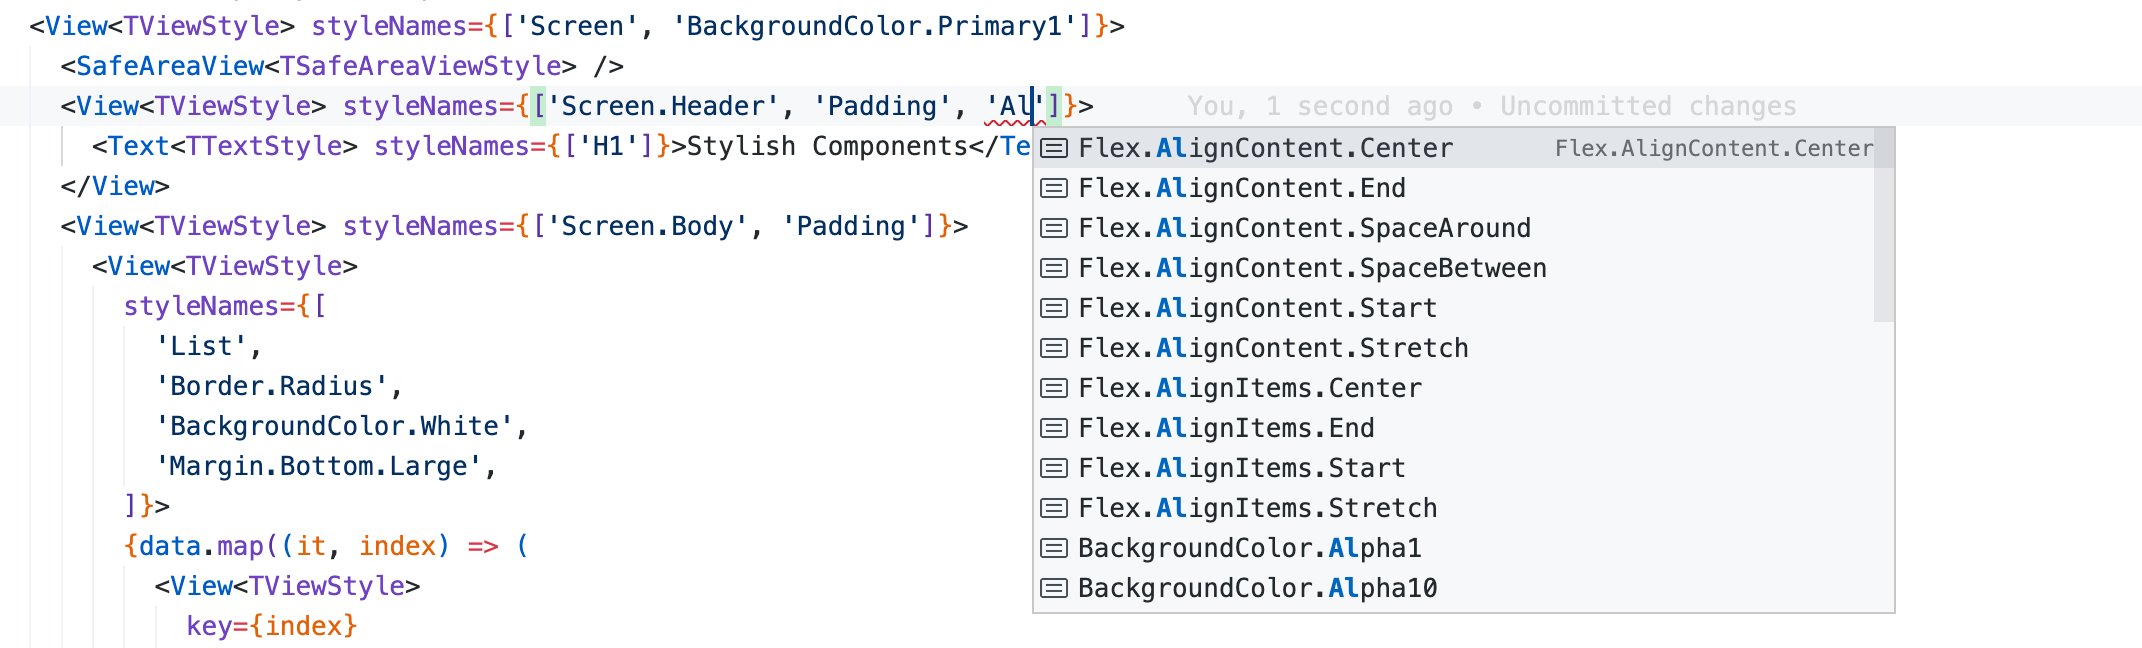 <View<TViewStyle> styleNames={['Screen', 'BackgroundColor.Primary1']}>
<SafeAreaView<TSafeAreaViewStyle> />
<View<TViewStyle> styleNames={['Screen.Header', 'Padding', 'Al']}> You, 1 second ago • Uncommitted changes
<Text<TTextStyle> styleNames={['H1']}>Stylish Components</Te
</View>
<View<TViewStyle> styleNames={['Screen.Body', 'Padding']}>
<View<TViewStyle>
styleNames={[
'List',
'Border.Radius',
'BackgroundColor.White',
'Margin.Bottom.Large',
]}>
{data.map((it, index) => (
<View<TViewStyle>
key={index}
Flex.AlignContent.Center Flex.AlignContent.Center
Flex.AlignContent.End
Flex.AlignContent.SpaceAround
Flex.AlignContent.SpaceBetween
Flex.AlignContent.Start
Flex.AlignContent.Stretch
Flex.AlignItems.Center
Flex.AlignItems.End
Flex.AlignItems.Start
Flex.AlignItems.Stretch
BackgroundColor.Alpha1
BackgroundColor.Alpha10